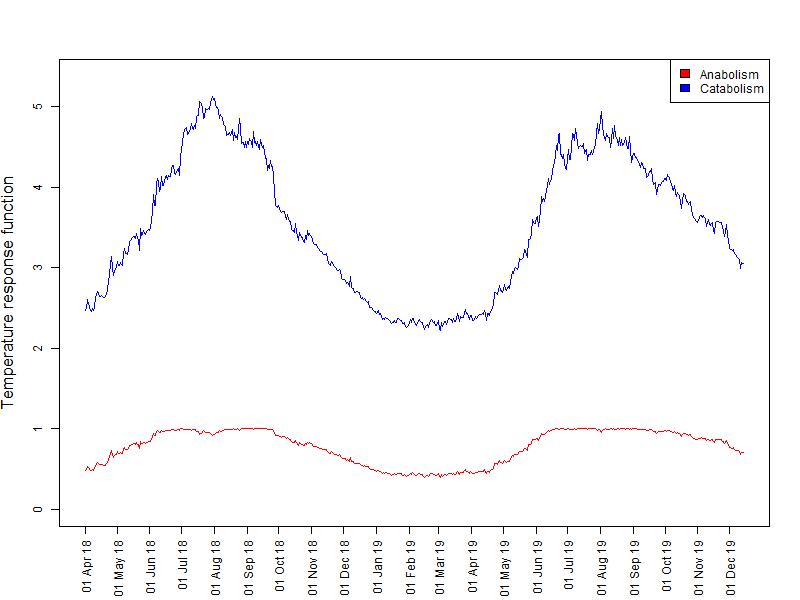 Anabolism
Catabolism
Temperature response function
5
4
3
2
1
0
01 Apr 18
01 May 18
01 Jun 18
01 Jul 18
01 Aug 18
01 Sep 18
01 Oct 18
01 Nov 18
01 Dec 18
01 Jan 19
01 Feb 19
01 Mar 19
01 Apr 19
01 May 19
01 Jun 19
01 Jul 19
01 Aug 19
01 Sep 19
01 Oct 19
01 Nov 19
01 Dec 19